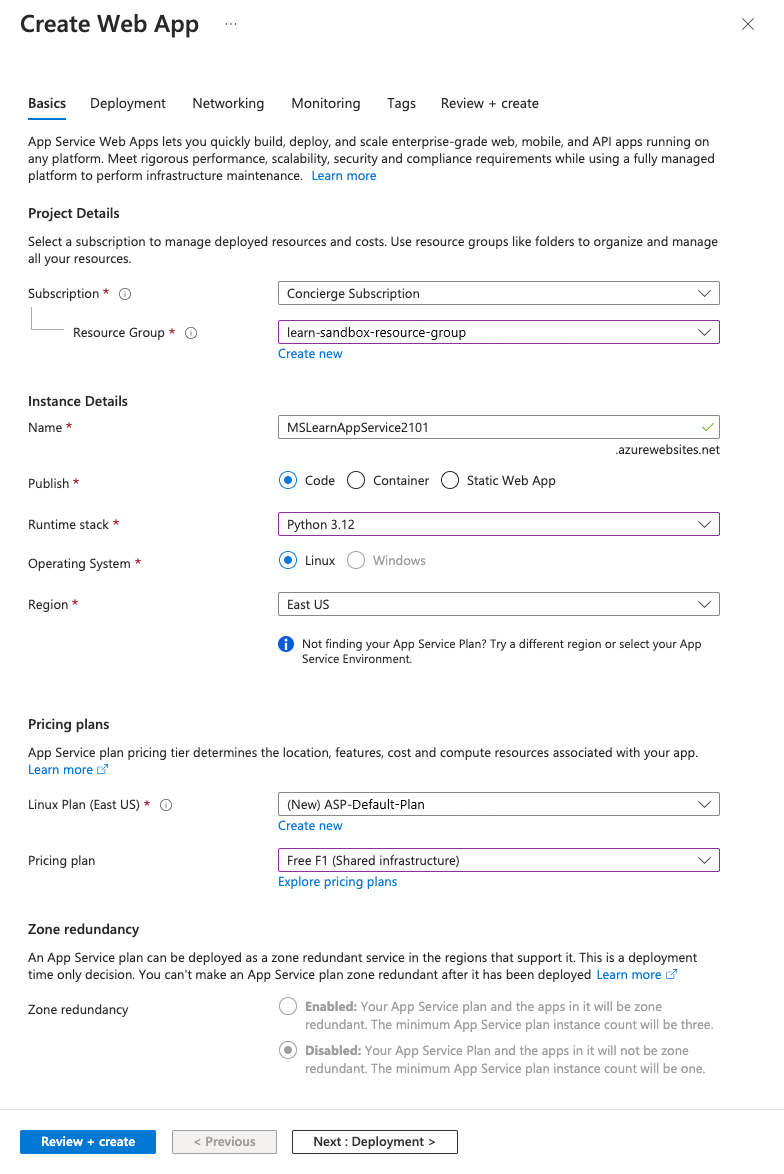 Create Web App ...
Basics Deployment Networking Monitoring Tags Review + create
App Service Web Apps lets you quickly build, deploy, and scale enterprise-grade web, mobile, and API apps running on
any platform. Meet rigorous performance, scalability, security and compliance requirements while using a fully managed
platform to perform infrastructure maintenance. Learn more
Project Details
Select a subscription to manage deployed resources and costs. Use resource groups like folders to organize and manage
all your resources.
Subscription * Concierge Subscription
Resource Group * learn-sandbox-resource-group
Create new
Instance Details
Name * MSLearnAppService2101
.azurewebsites.net
Publish * Code Container Static Web App
Runtime stack * Python 3.12
Operating System * Linux Windows
Region * East US
Not finding your App Service Plan? Try a different region or select your App
Service Environment.
Pricing plans
App Service plan pricing tier determines the location, features, cost and compute resources associated with your app.
Learn more
Linux Plan (East US) * (New) ASP-Default-Plan
Create new
Pricing plan Free F1 (Shared infrastructure)
Explore pricing plans
Zone redundancy
An App Service plan can be deployed as a zone redundant service in the regions that support it. This is a deployment
time only decision. You can't make an App Service plan zone redundant after it has been deployed Learn more
Zone redundancy Enabled: Your App Service plan and the apps in it will be zone
redundant. The minimum App Service plan instance count will be three.
Disabled: Your App Service Plan and the apps in it will not be zone
redundant. The minimum App Service plan instance count will be one.
Review + create < Previous Next : Deployment >